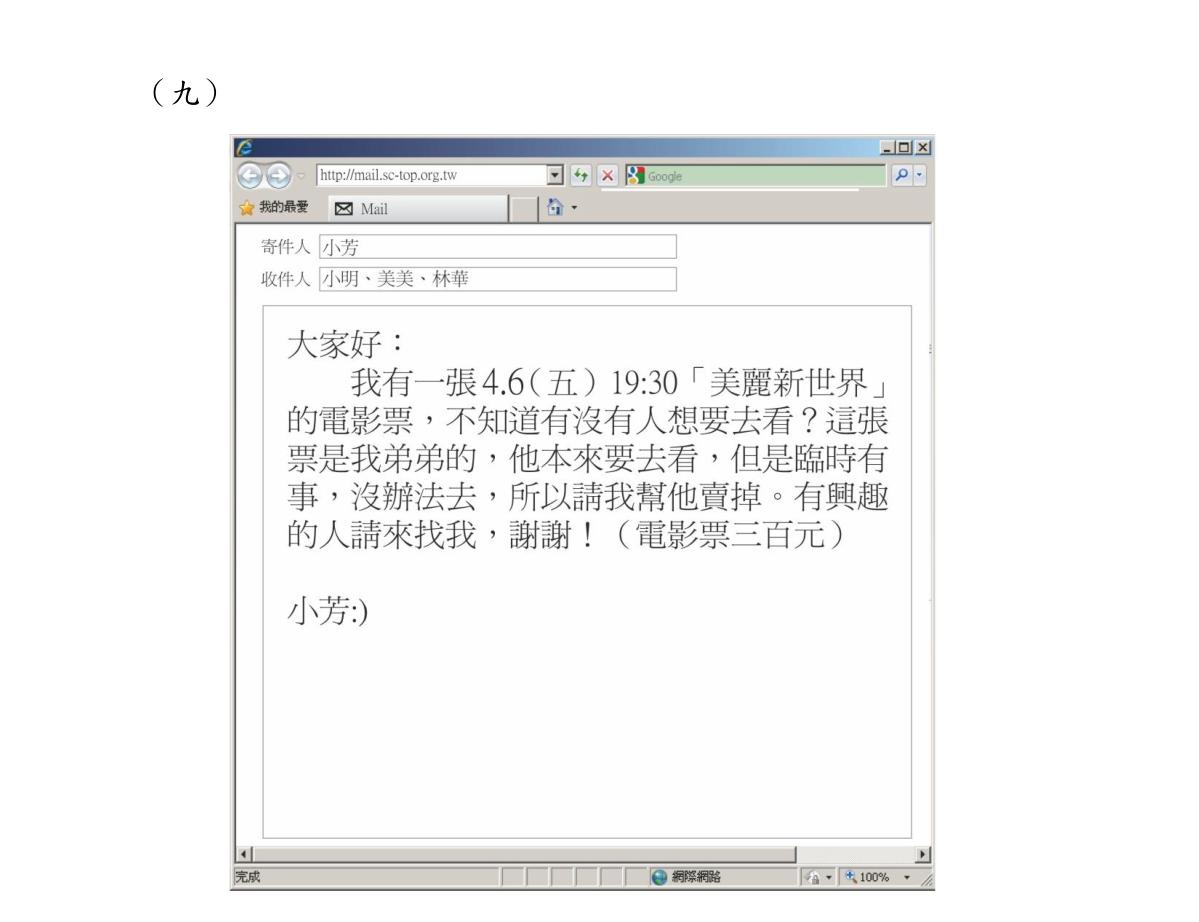 （九）
http://mail.sc-top.org.tw
Google
我的最愛
Mail
寄件人 小芳
收件人 小明、美美、林華
大家好：
我有一張 4.6（五）19:30「美麗新世界」
的電影票，不知道有沒有人想要去看？這張
票是我弟弟的，他本來要去看，但是臨時有
事，沒辦法去，所以請我幫他賣掉。有興趣
的人請來找我，謝謝！（電影票三百元）
小芳:)
完成
網際網路
100%